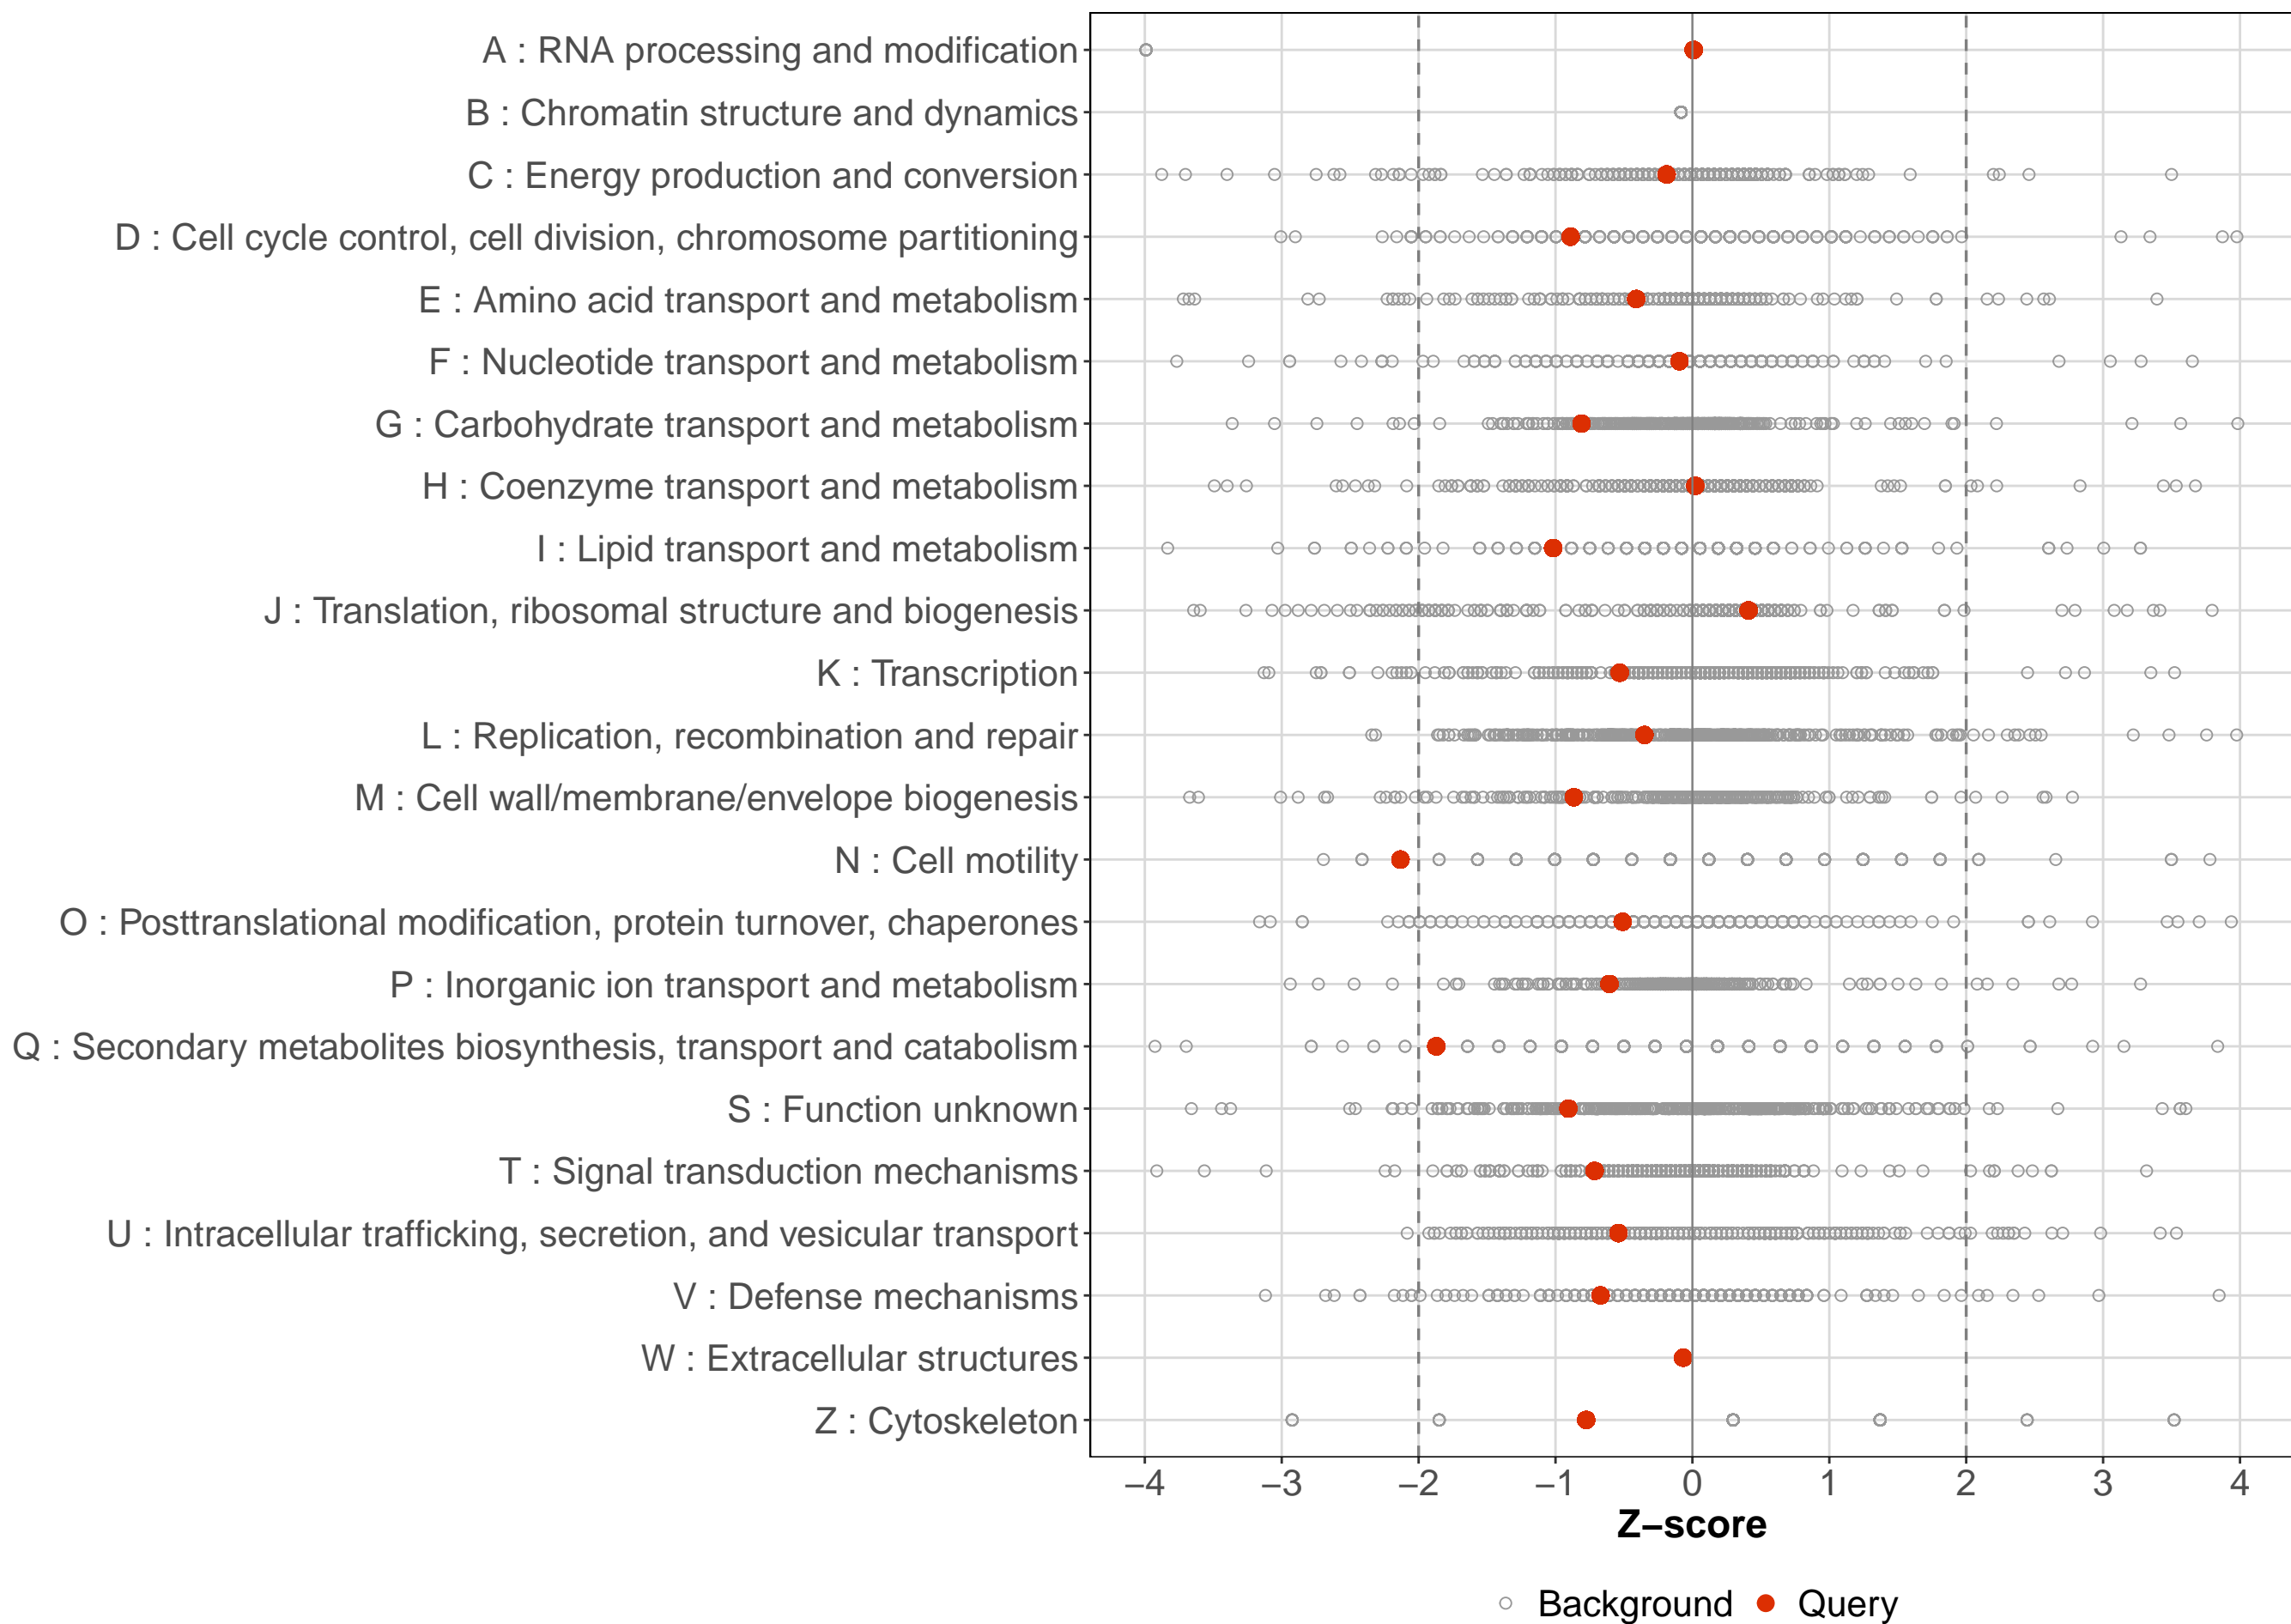 A : RNA processing and modification
B : Chromatin structure and dynamics
C : Energy production and conversion
D : Cell cycle control, cell division, chromosome partitioning
E : Amino acid transport and metabolism
F : Nucleotide transport and metabolism
G : Carbohydrate transport and metabolism
H : Coenzyme transport and metabolism
I : Lipid transport and metabolism
J : Translation, ribosomal structure and biogenesis
K : Transcription
L : Replication, recombination and repair
M : Cell wall/membrane/envelope biogenesis
N : Cell motility
O : Posttranslational modification, protein turnover, chaperones
P : Inorganic ion transport and metabolism
Q : Secondary metabolites biosynthesis, transport and catabolism
S : Function unknown
T : Signal transduction mechanisms
U : Intracellular trafficking, secretion, and vesicular transport
V : Defense mechanisms
W : Extracellular structures
Z : Cytoskeleton
−4 −3 −2 −1 0 1 2 3 4
Z−score
Background Query